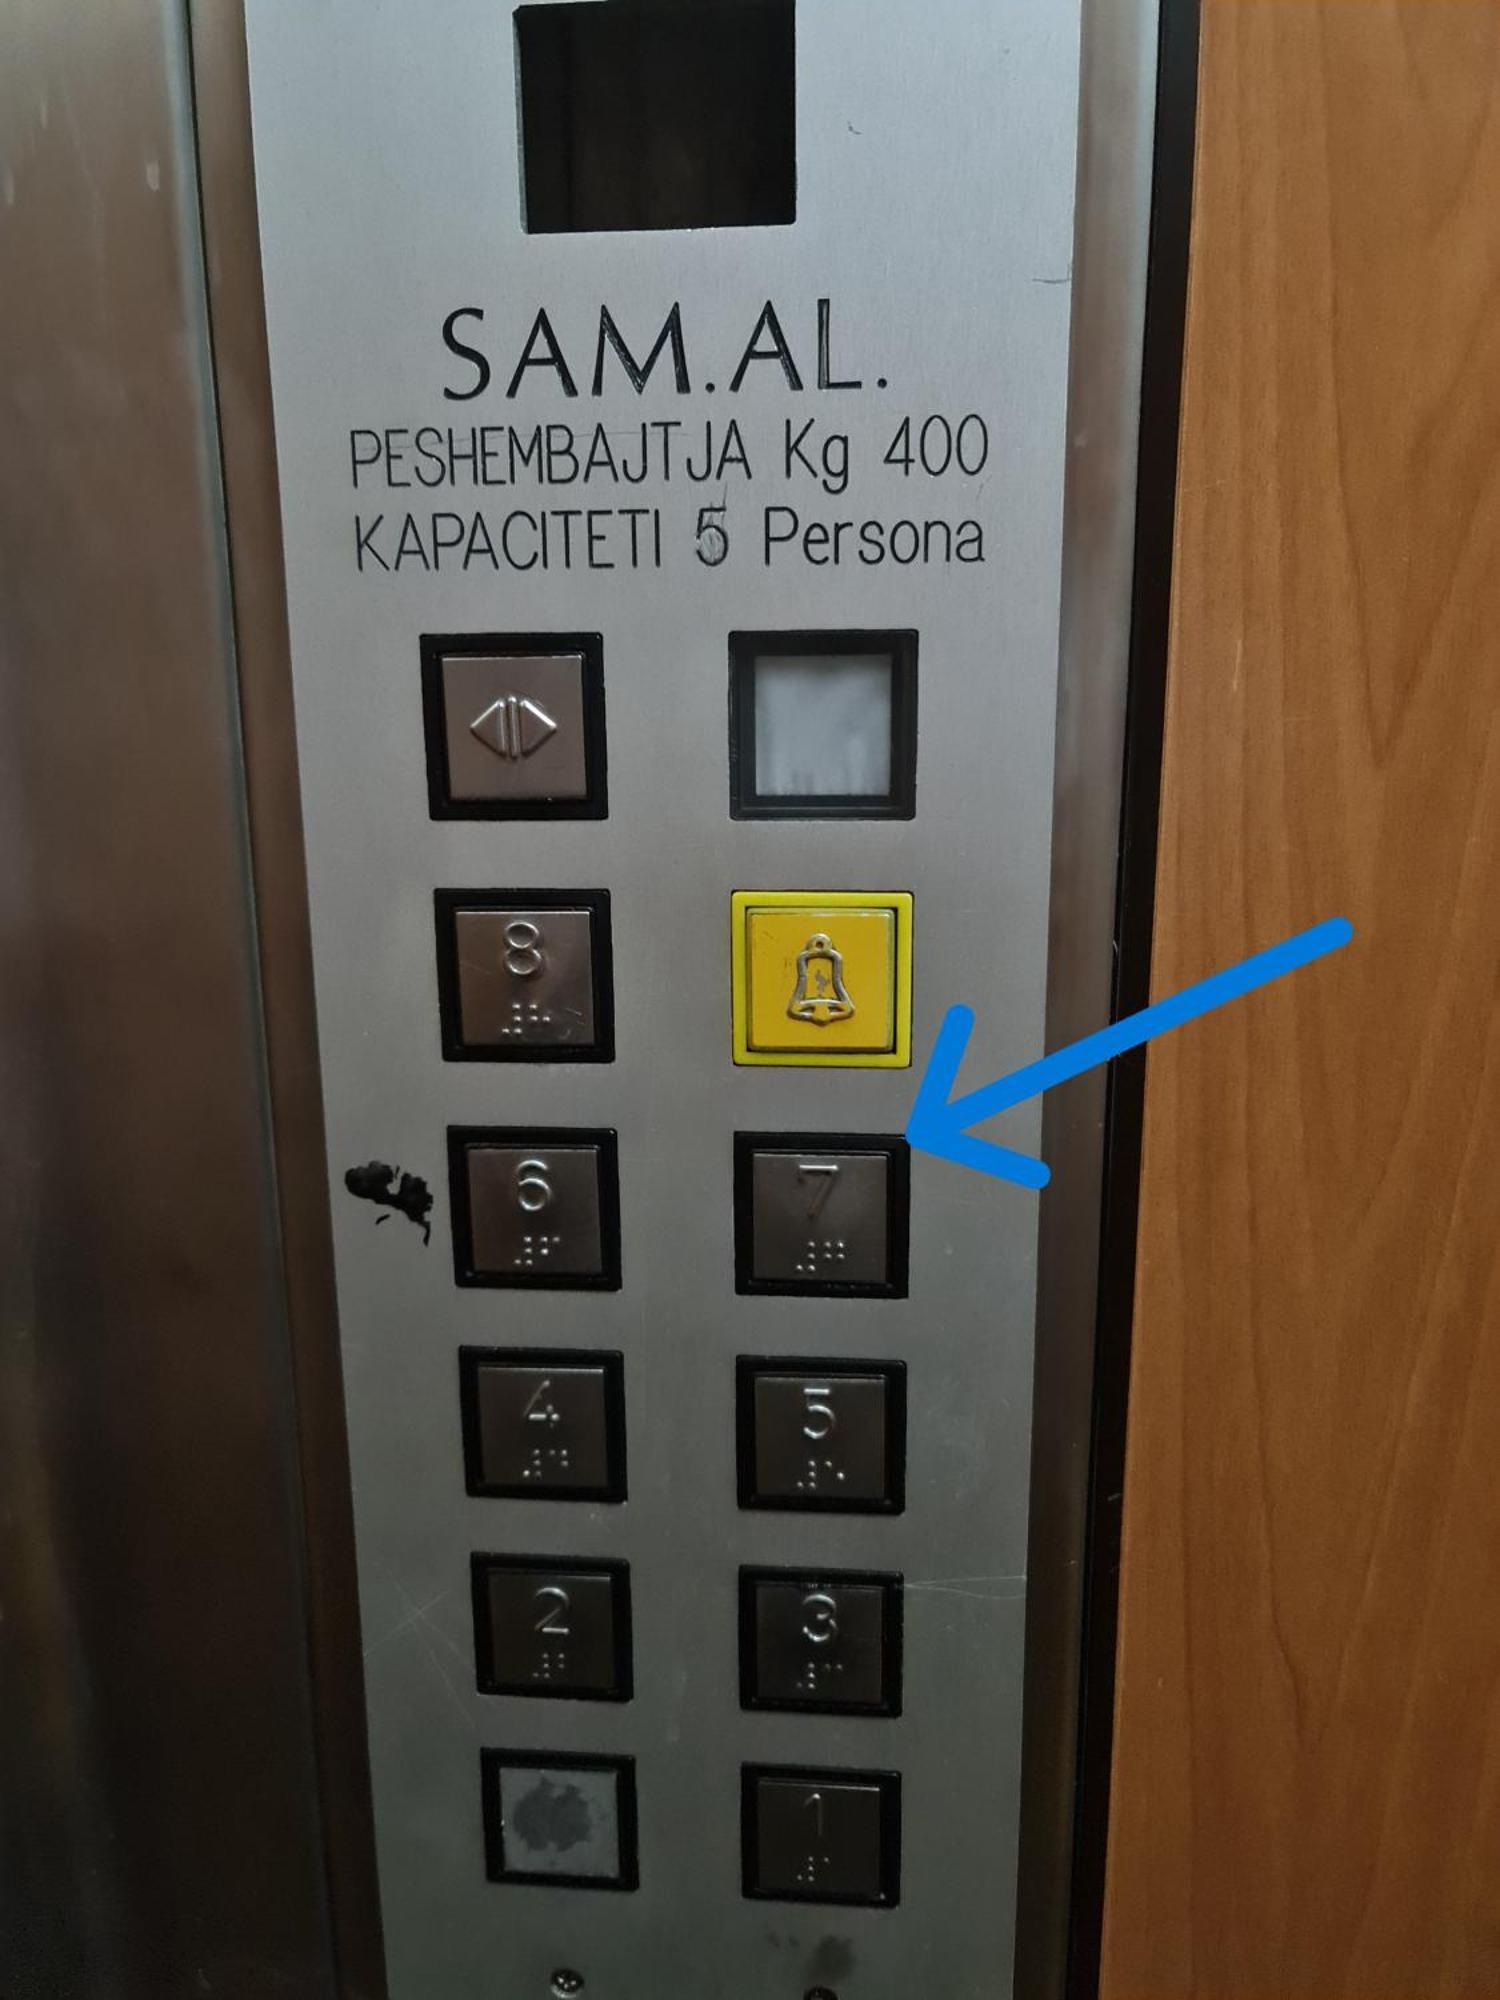 SAM.AL.
PESHEMBAJTJA Kg 400
KAPACITETI 5 Persona
8
6 7
4 5
2 3
1